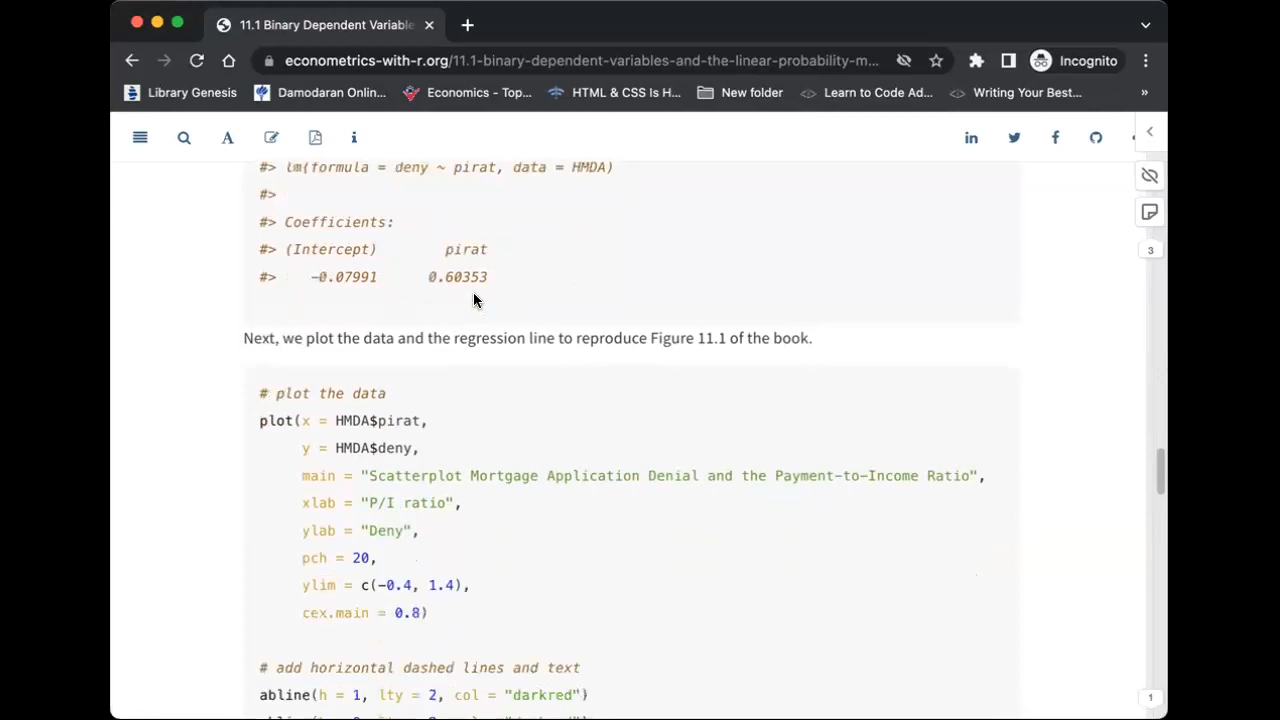 11.1 Binary Dependent Variable
econometrics-with-r.org/11.1-binary-dependent-variables-and-the-linear-probability-m...
Incognito
Library Genesis
Damodaran Onlin...
Economics - Top...
HTML & CSS Is H...
New folder
Learn to Code Ad...
Writing Your Best...
»
#> lm(formula = deny ~ pirat, data = HMDA)
#>
#> Coefficients:
#> (Intercept) pirat
#> -0.07991 0.60353
3
Next, we plot the data and the regression line to reproduce Figure 11.1 of the book.
# plot the data
plot(x = HMDA$pirat,
y = HMDA$deny,
main = "Scatterplot Mortgage Application Denial and the Payment-to-Income Ratio",
xlab = "P/I ratio",
ylab = "Deny",
pch = 20,
ylim = c(-0.4, 1.4),
cex.main = 0.8)
# add horizontal dashed lines and text
abline(h = 1, lty = 2, col = "darkred")
1